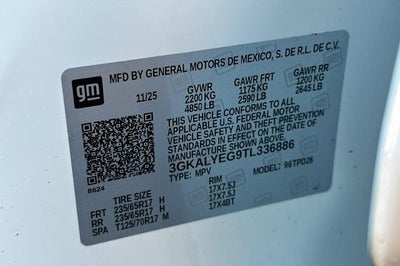 gm
MFD BY GENERAL MOTORS DE MEXICO, S. DE R.L. DE C.V.
11/25 GVWR GAWR FRT GAWR RR
2200 KG 1175 KG 1200 KG
4850 LB 2590 LB 2645 LB
THIS VEHICLE CONFORMS TO ALL
APPLICABLE U.S. FEDERAL MOTOR
VEHICLE SAFETY AND THEFT PREVENTION
STANDARDS IN EFFECT ON THE DATE OF
MANUFACTURE SHOWN ABOVE.
3GKALYEG9TL336886
TYPE: MPV MODEL: 96TPD26
8624
TIRE SIZE RIM
FRT 235/65R17 H 17X7.5J
RR 235/65R17 H 17X7.5J
SPA T125/70R17 M 17X4BT